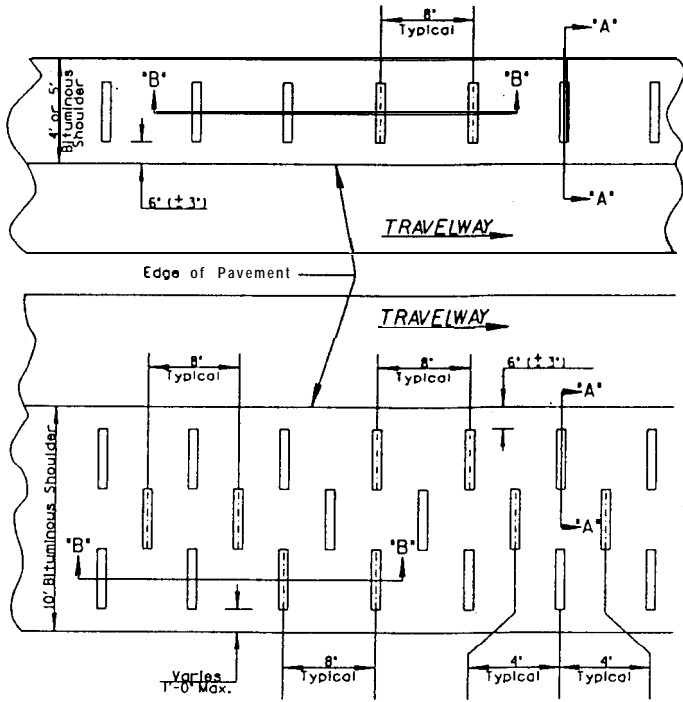 8'
Typical
"A"
"B"
"B"
4' or 5'
Bituminous
Shoulder
6" (± 3")
"A"
TRAVELWAY
Edge of Pavement
TRAVELWAY
8'
Typical
8'
Typical
6" (± 3")
"A"
10' Bituminous Shoulder
"B"
"B"
"A"
Varies
1'-0" Max.
8'
Typical
4'
Typical
4'
Typical